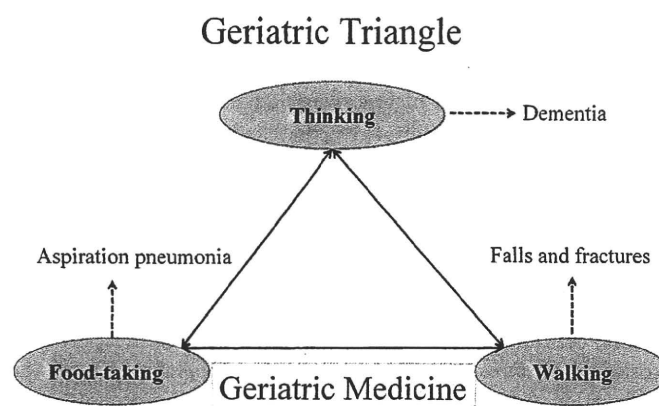 Geriatric Triangle
Thinking
Dementia
Aspiration pneumonia
Falls and fractures
Food-taking
Walking
Geriatric Medicine